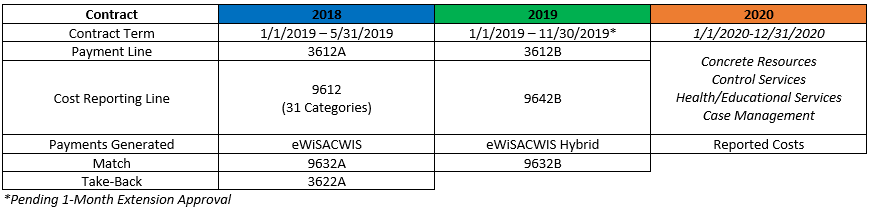 Contract 2018 2019 2020
Contract Term 1/1/2019 – 5/31/2019 1/1/2019 – 11/30/2019* 1/1/2020-12/31/2020
Payment Line 3612A 3612B
Concrete Resources
Control Services
Health/Educational Services
Case Management
Cost Reporting Line 9612
(31 Categories)
9642B
Payments Generated eWiSACWIS eWiSACWIS Hybrid Reported Costs
Match 9632A 9632B
Take-Back 3622A
*Pending 1-Month Extension Approval